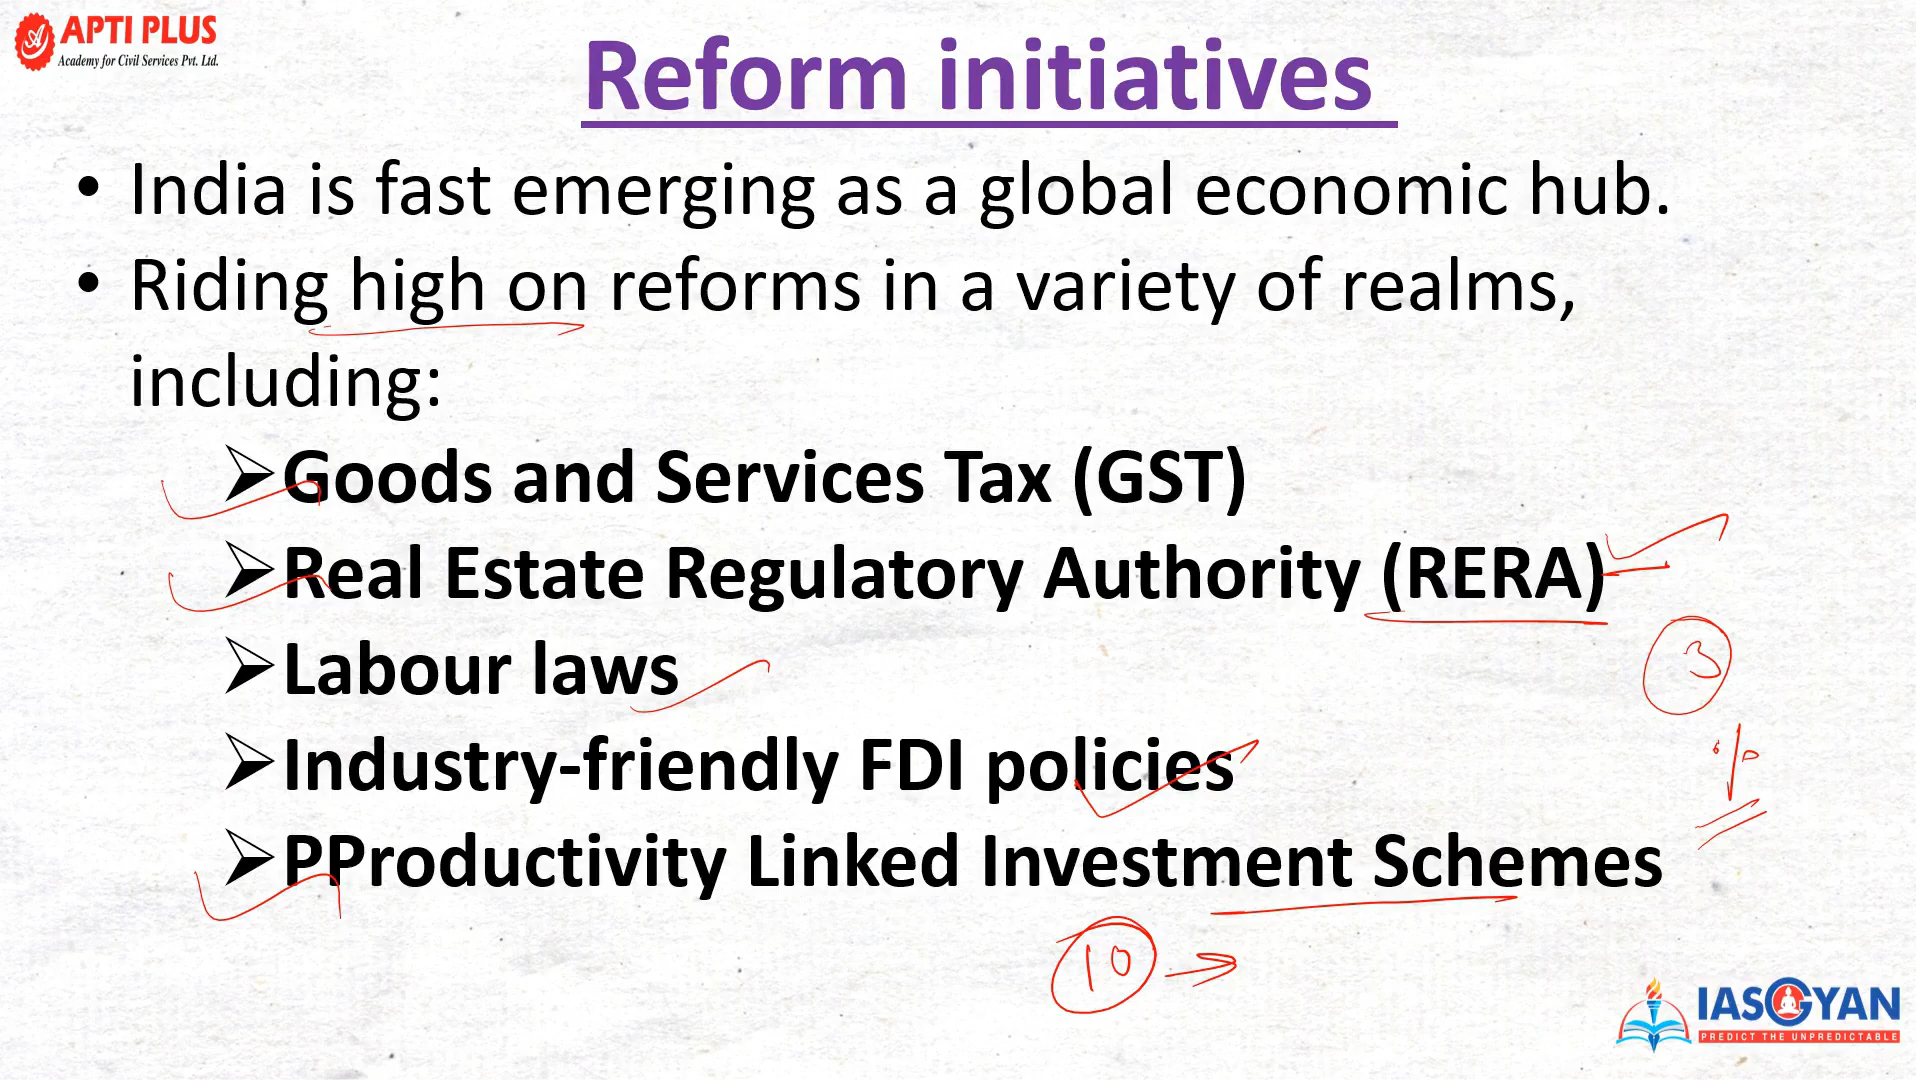 APTI PLUS
Academy for Civil Services Pvt. Ltd.
Reform initiatives
• India is fast emerging as a global economic hub.
• Riding high on reforms in a variety of realms,
including:
➢Goods and Services Tax (GST)
➢Real Estate Regulatory Authority (RERA)
3
➢Labour laws
%
➢Industry-friendly FDI policies
➢PProductivity Linked Investment Schemes
10 →
IASGYAN
PREDICT THE UNPREDICTABLE